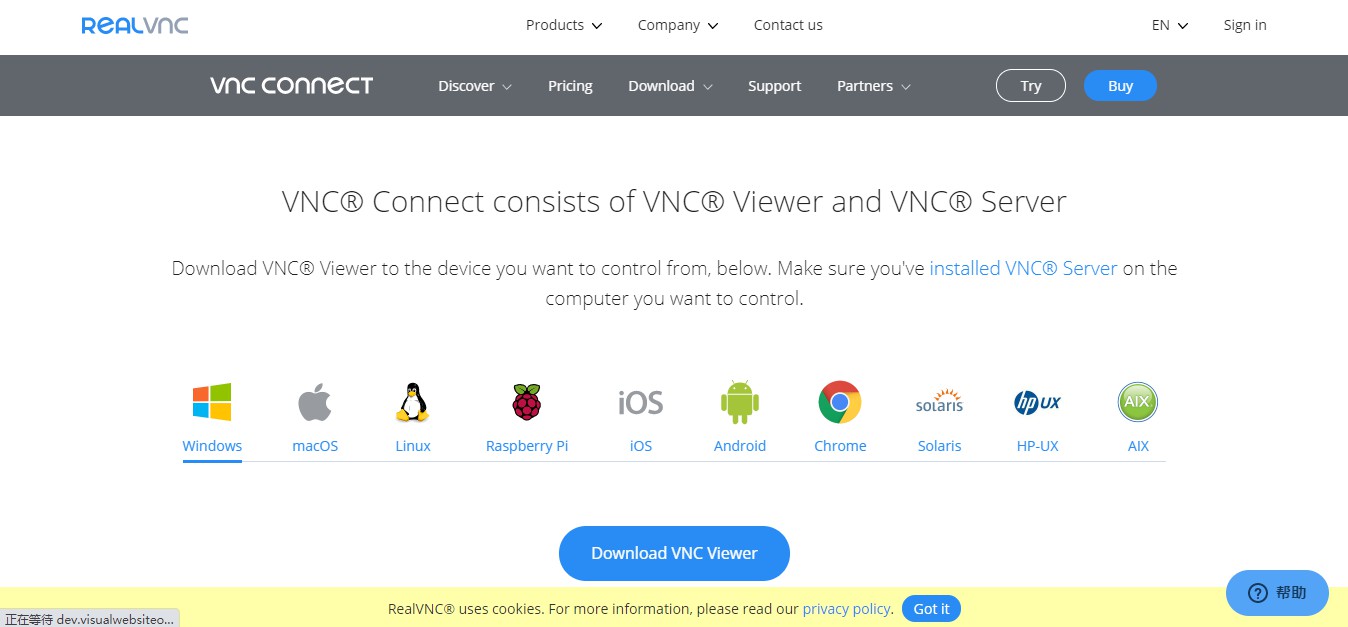 REALVNC
Products Company Contact us EN Sign in
vnc connect Discover Pricing Download Support Partners Try Buy
VNC® Connect consists of VNC® Viewer and VNC® Server
Download VNC® Viewer to the device you want to control from, below. Make sure you've installed VNC® Server on the
computer you want to control.
iOS solaris hp UX AIX
Windows macOS Linux Raspberry Pi iOS Android Chrome Solaris HP-UX AIX
Download VNC Viewer
帮助
RealVNC® uses cookies. For more information, please read our privacy policy. Got it
正在等待 dev.visualwebsiteo...